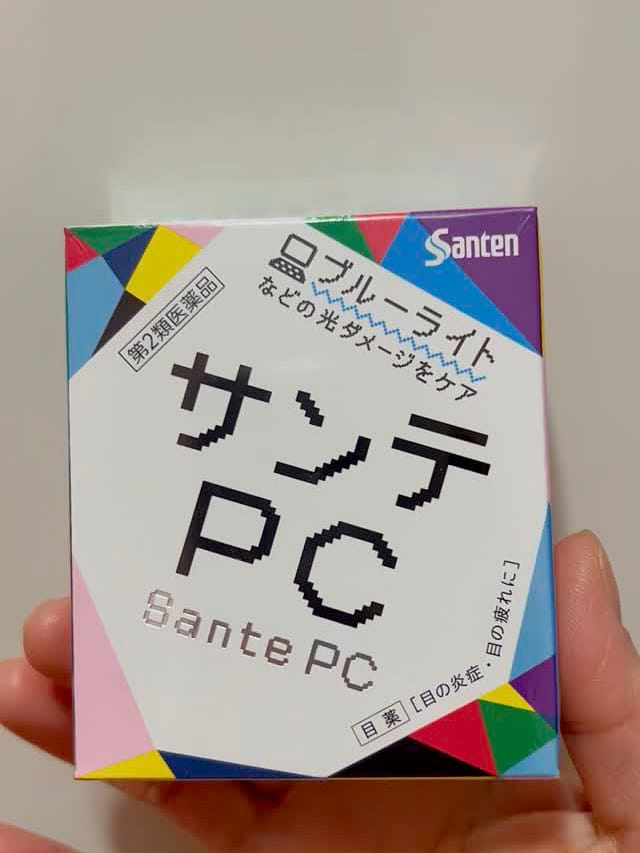 Santen
ブルーライト
などの光ダメージをケア
第2類医薬品
サンテ
PC
Sante PC
目薬 [目の炎症・目の疲れに]